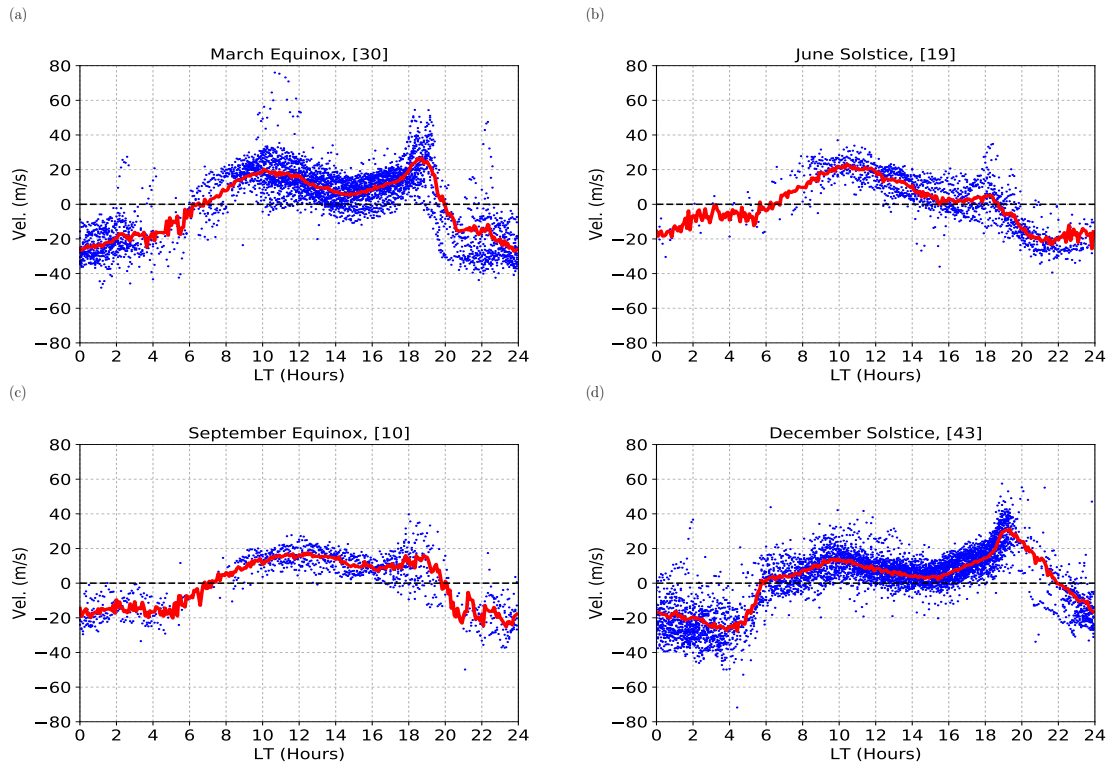 (a)
March Equinox, [30]
80
60
40
20
0
−20
−40
−60
−80
Vel. (m/s)
0 2 4 6 8 10 12 14 16 18 20 22 24
LT (Hours)
(b)
June Solstice, [19]
80
60
40
20
0
−20
−40
−60
−80
Vel. (m/s)
0 2 4 6 8 10 12 14 16 18 20 22 24
LT (Hours)
(c)
September Equinox, [10]
80
60
40
20
0
−20
−40
−60
−80
Vel. (m/s)
0 2 4 6 8 10 12 14 16 18 20 22 24
LT (Hours)
(d)
December Solstice, [43]
80
60
40
20
0
−20
−40
−60
−80
Vel. (m/s)
0 2 4 6 8 10 12 14 16 18 20 22 24
LT (Hours)